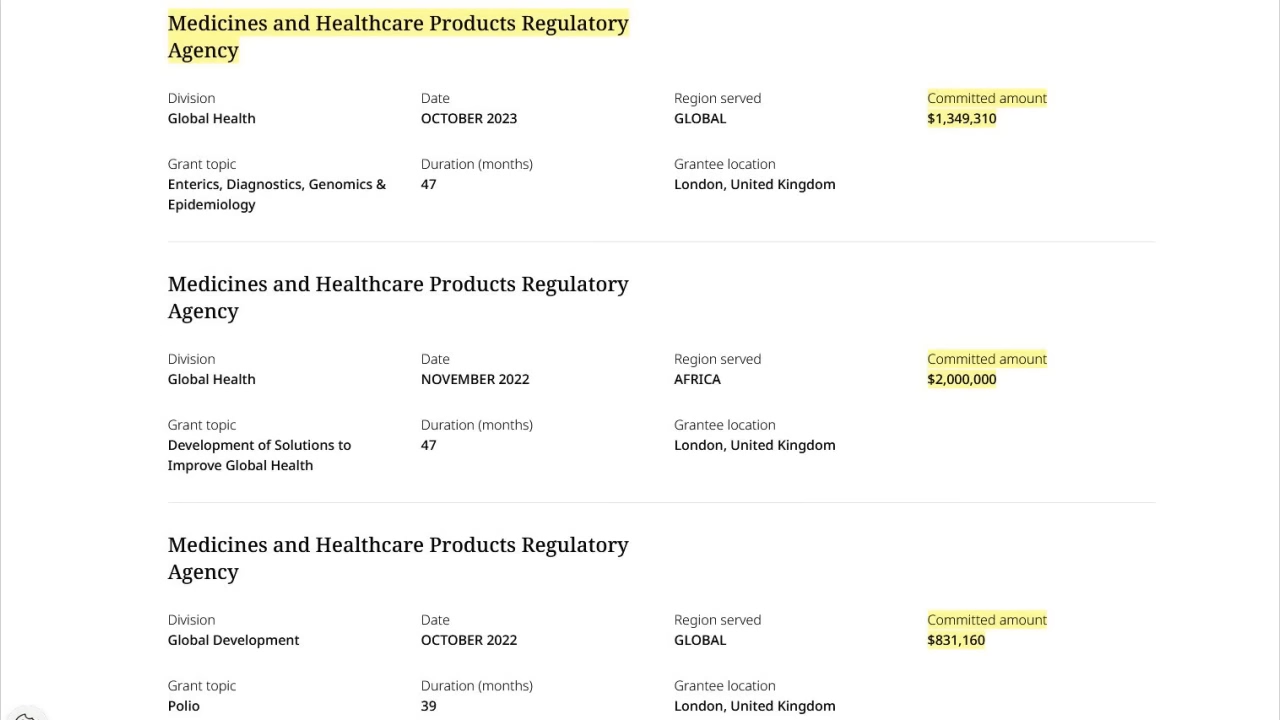 Medicines and Healthcare Products Regulatory
Agency
Division
Date
Region served
Committed amount
Global Health
OCTOBER 2023
GLOBAL
$1,349,310
Grant topic
Duration (months)
Grantee location
Enterics, Diagnostics, Genomics &
47
London, United Kingdom
Epidemiology
Medicines and Healthcare Products Regulatory
Agency
Division
Date
Region served
Committed amount
Global Health
NOVEMBER 2022
AFRICA
$2,000,000
Grant topic
Duration (months)
Grantee location
Development of Solutions to
47
London, United Kingdom
Improve Global Health
Medicines and Healthcare Products Regulatory
Agency
Division
Date
Region served
Committed amount
Global Development
OCTOBER 2022
GLOBAL
$831,160
Grant topic
Duration (months)
Grantee location
Polio
39
London, United Kingdom